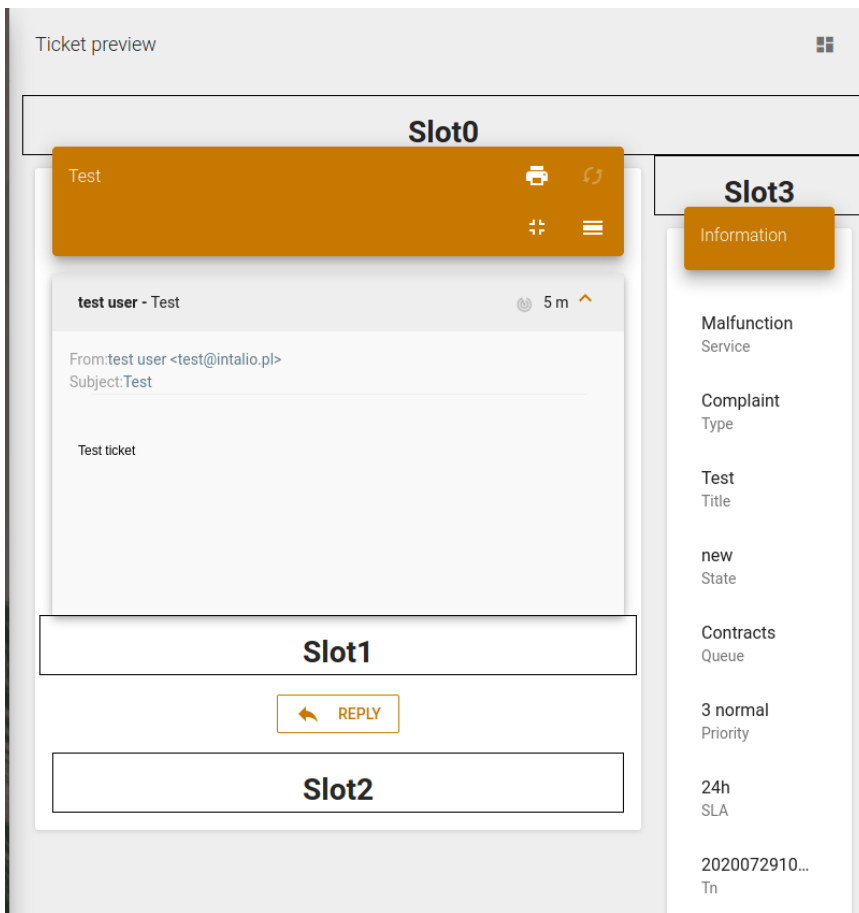 Ticket preview
Slot0
Test
test user - Test
5 m
From:test user <test@intalio.pl>
Subject:Test
Test ticket
Slot1
REPLY
Slot2
Slot3
Information
Malfunction
Service
Complaint
Type
Test
Title
new
State
Contracts
Queue
3 normal
Priority
24h
SLA
2020072910...
Tn